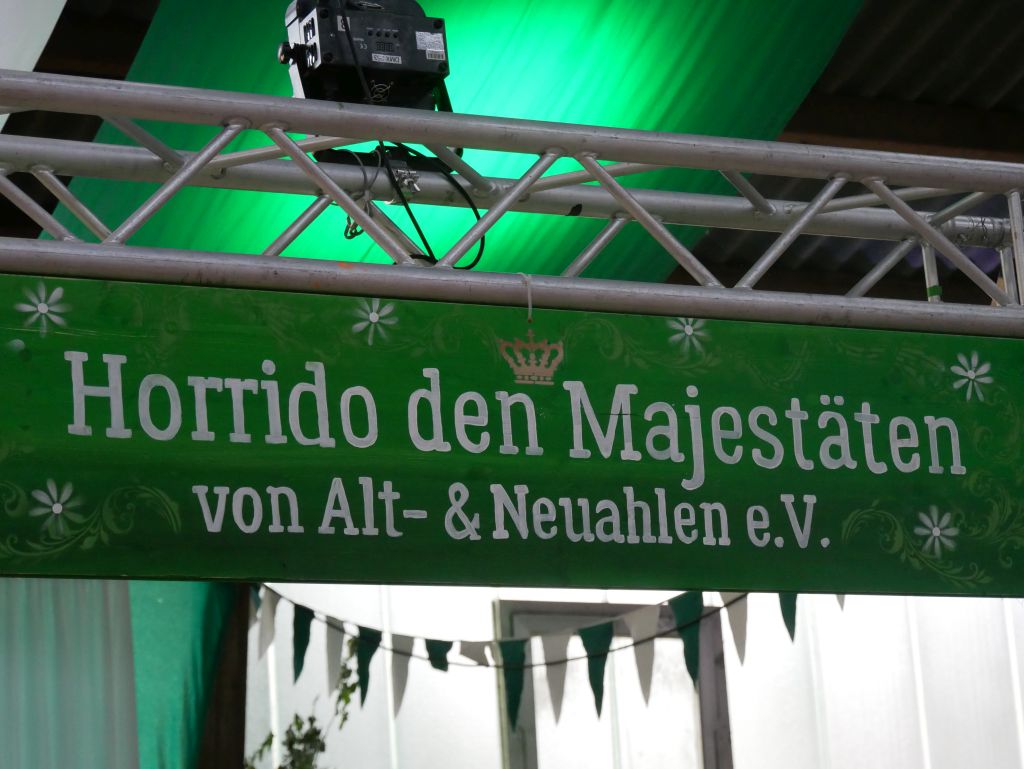 Horrido den Majestäten
von Alt- & Neuahlen e.V.